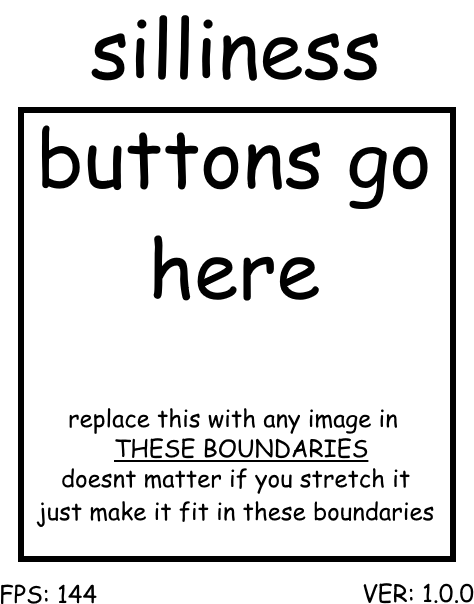 silliness
buttons go
here
replace this with any image in
THESE BOUNDARIES
doesnt matter if you stretch it
just make it fit in these boundaries
FPS: 144
VER: 1.0.0